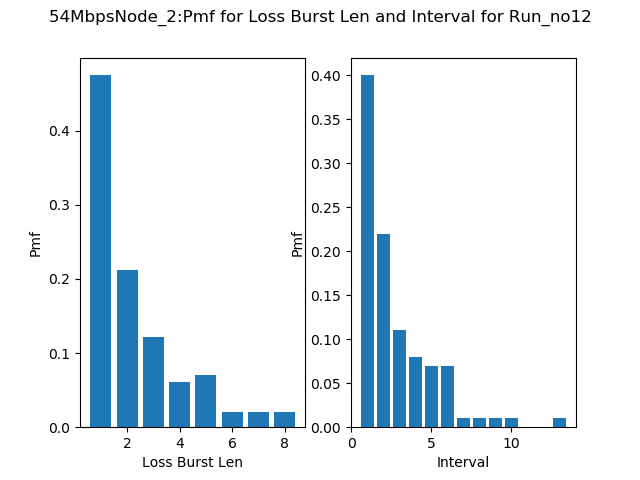 54MbpsNode_2:Pmf for Loss Burst Len and Interval for Run_no12
Pmf
0.4
0.3
0.2
0.1
0.0
2 4 6 8
Loss Burst Len
Pmf
0.40
0.35
0.30
0.25
0.20
0.15
0.10
0.05
0.00
0 5 10
Interval